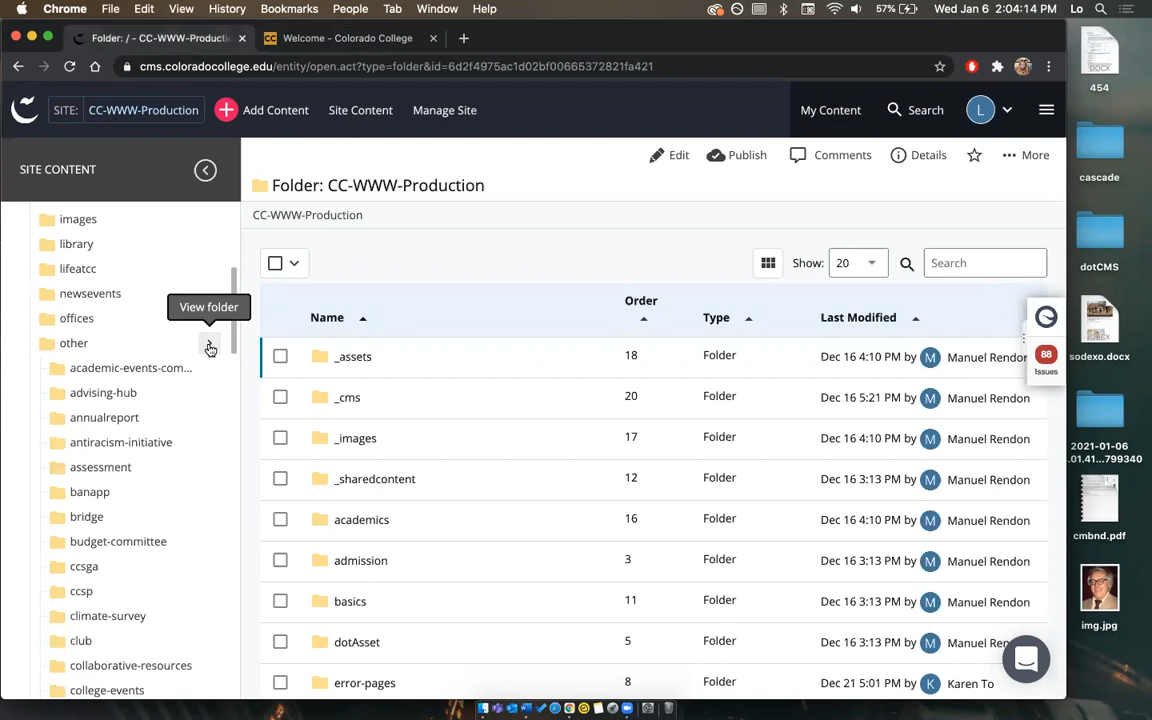 Chrome File Edit View History Bookmarks People Tab Window Help 57% Wed Jan 6 2:04:14 PM Lo
Folder: / - CC-WWW-Producti
Welcome - Colorado College
cms.coloradocollege.edu/entity/open.act?type=folder&id=6d2f4975ac1d02bf00665372821fa421
SITE: CC-WWW-Production Add Content Site Content Manage Site My Content Search L
SITE CONTENT
images
library
lifeatcc
newsevents
View folder
offices
other
academic-events-com...
advising-hub
annualreport
antiracism-initiative
assessment
banapp
bridge
budget-committee
ccsga
ccsp
climate-survey
club
collaborative-resources
college-events
Edit Publish Comments Details More
Folder: CC-WWW-Production
CC-WWW-Production
Show: 20 Search
Name Order Type Last Modified
_assets 18 Folder Dec 16 4:10 PM by M Manuel Rendon
_cms 20 Folder Dec 16 5:21 PM by M Manuel Rendon
_images 17 Folder Dec 16 4:10 PM by M Manuel Rendon
_sharedcontent 12 Folder Dec 16 3:13 PM by M Manuel Rendon
academics 16 Folder Dec 16 4:10 PM by M Manuel Rendon
admission 3 Folder Dec 16 3:13 PM by M Manuel Rendon
basics 11 Folder Dec 16 3:13 PM by M Manuel Rendon
dotAsset 5 Folder Dec 16 3:13 PM by M Manuel Rendon
error-pages 8 Folder Dec 21 5:01 PM by K Karen To
88
Issues
454
cascade
dotCMS
sodexo.docx
2021-01-06
.01.41...799340
cmbnd.pdf
img.jpg